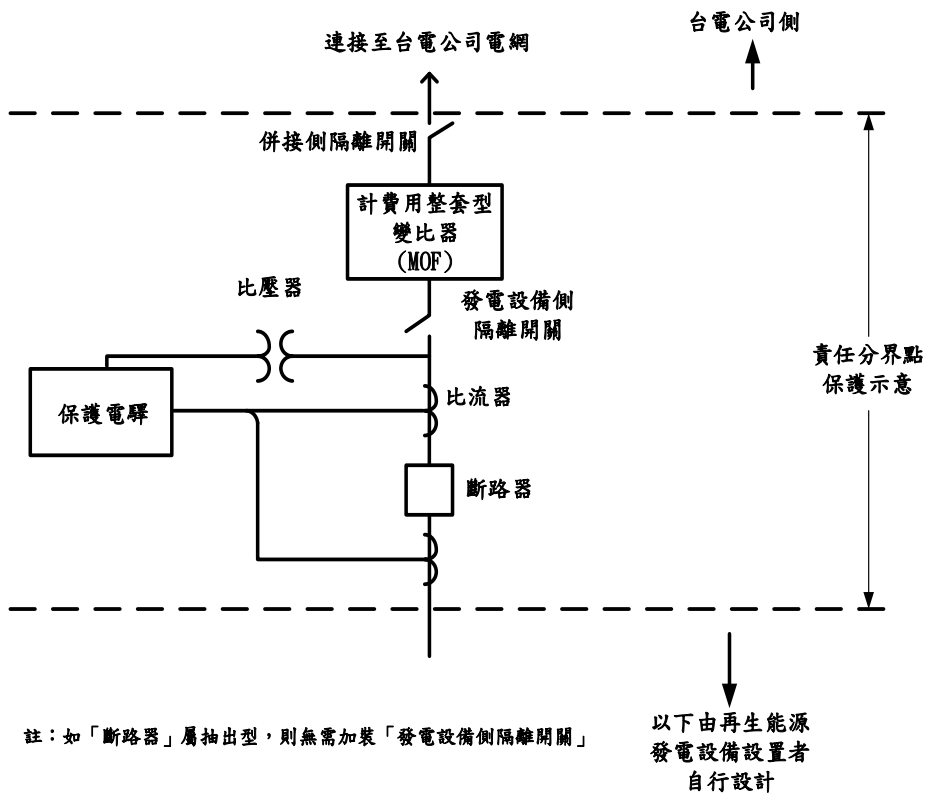 台電公司側
連接至台電公司電網
併接側隔離開關
計費用整套型
變比器
(MOF)
比壓器
發電設備側
隔離開關
責任分界點
保護示意
保護電驛
比流器
斷路器
註：如「斷路器」屬抽出型，則無需加裝「發電設備側隔離開關」
以下由再生能源
發電設備設置者
自行設計